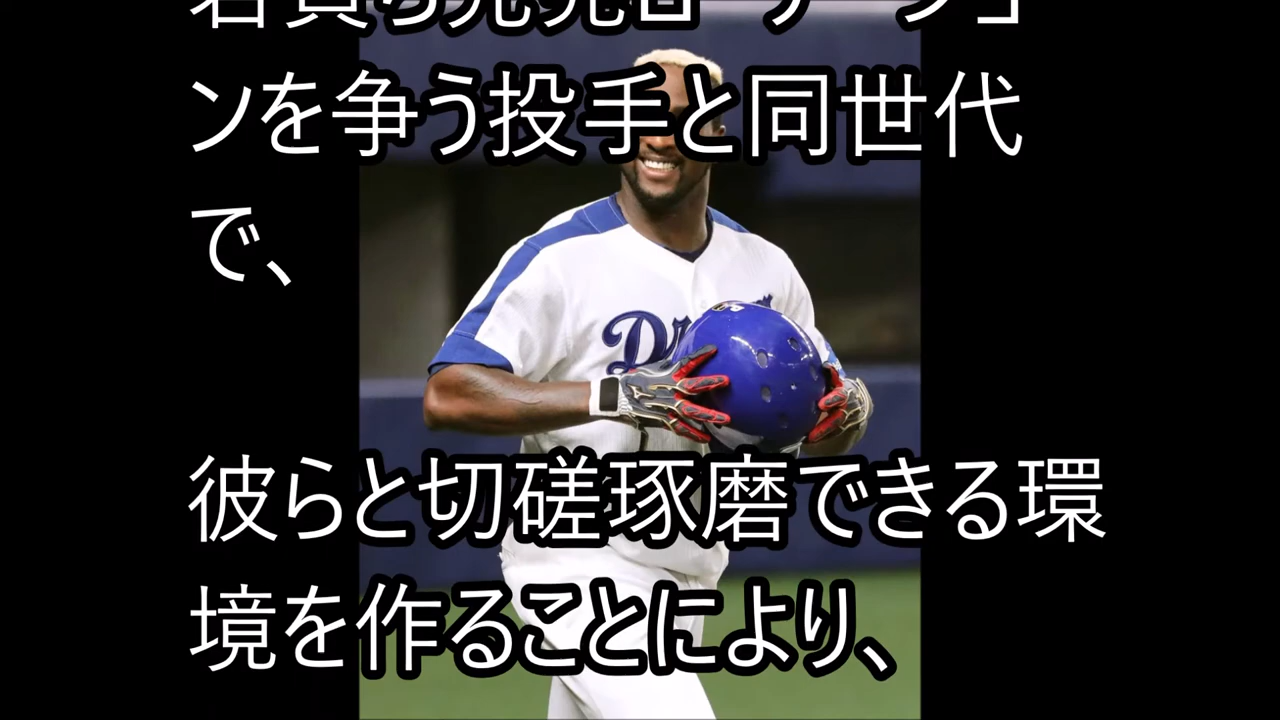 ンを争う投手と同世代
で、
彼らと切磋琢磨できる環
境を作ることにより、